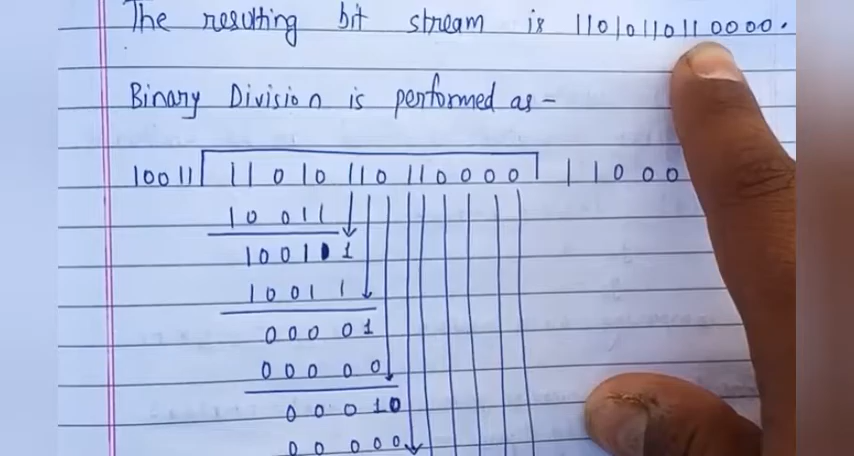 The resulting bit stream is 11010110110000.
Binary Division is performed as -
10011 11010110110000 11000
10011
10011 1
10011
00001
00000
00010
00000